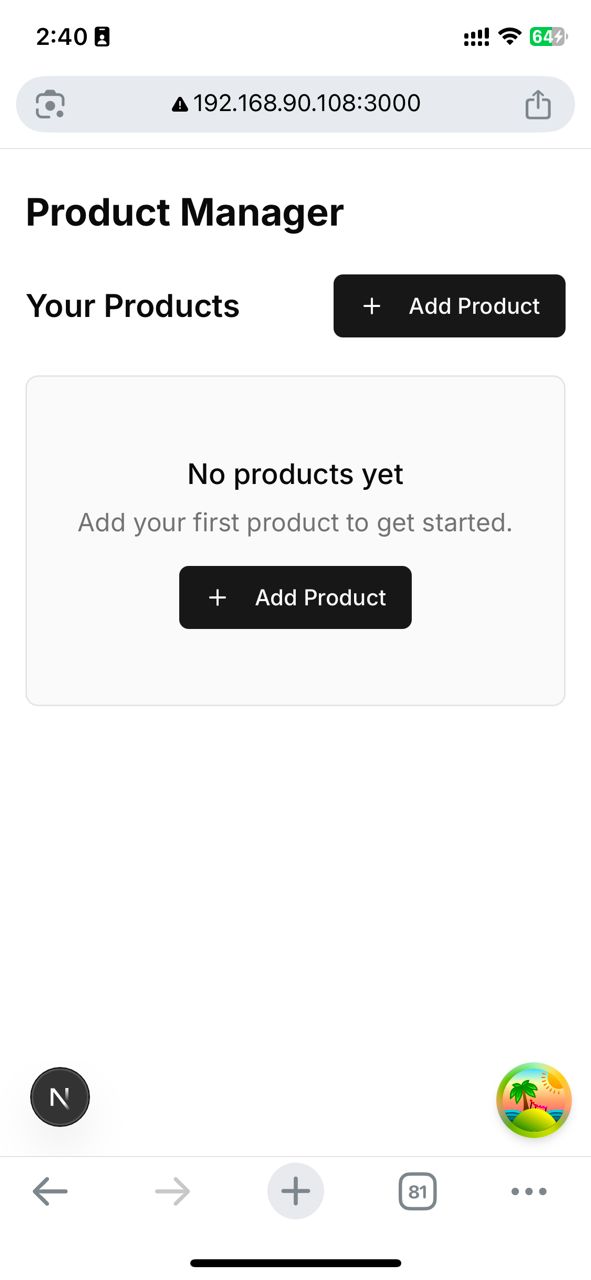 2:40
64
192.168.90.108:3000
Product Manager
Your Products
+ Add Product
No products yet
Add your first product to get started.
+ Add Product
N
81